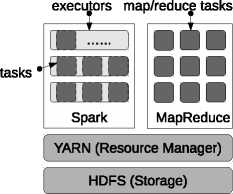 executors
map/reduce tasks
......
tasks
Spark
MapReduce
YARN (Resource Manager)
HDFS (Storage)